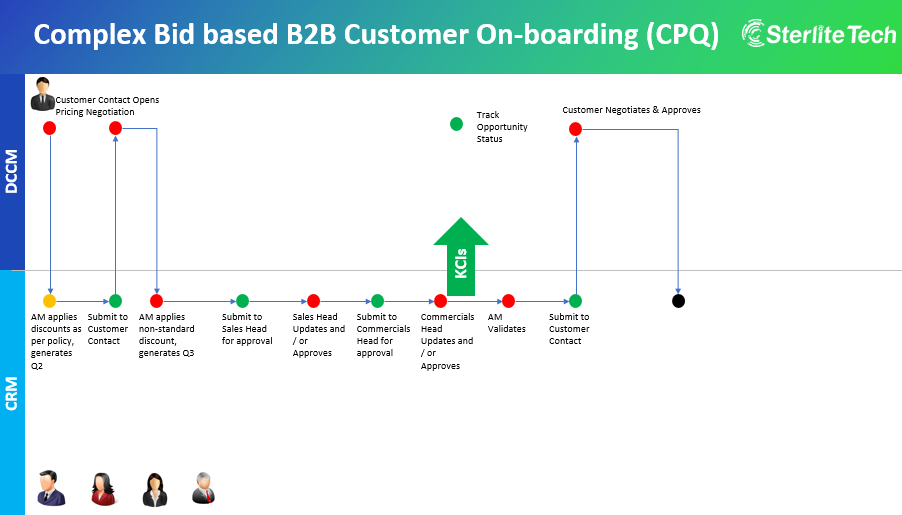 Complex Bid based B2B Customer On-boarding (CPQ)
SterliteTech
DCCM
Customer Contact Opens
Pricing Negotiation
Track
Opportunity
Status
Customer Negotiates & Approves
KCIs
CRM
AM applies
discounts as
per policy,
generates
Q2
Submit to
Customer
Contact
AM applies
non-standard
discount,
generates Q3
Submit to
Sales Head
for approval
Sales Head
Updates and
/ or
Approves
Submit to
Commercials
Head for
approval
Commercials
Head
Updates and
/ or
Approves
AM
Validates
Submit to
Customer
Contact